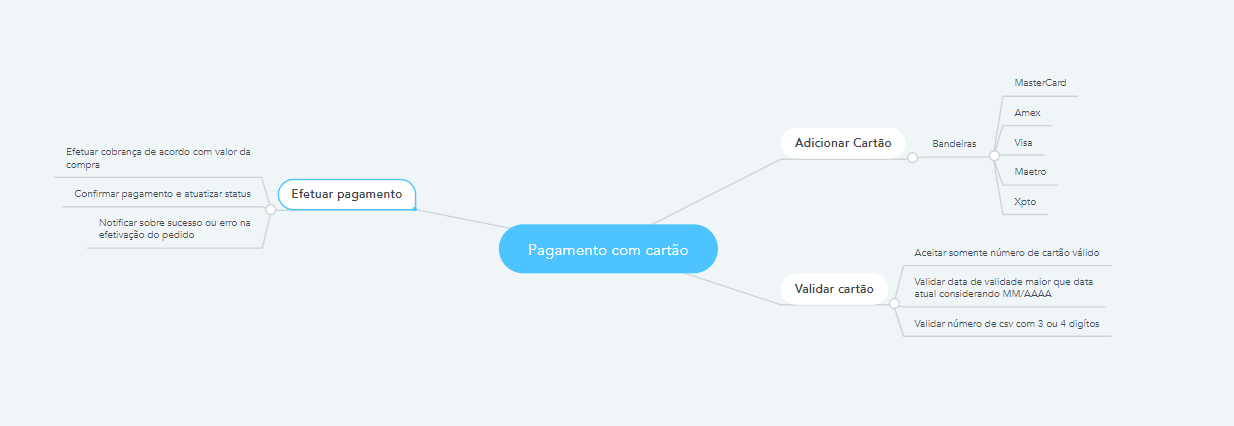 Pagamento com cartão
Adicionar Cartão
Bandeiras
MasterCard
Amex
Visa
Maetro
Xpto
Validar cartão
Aceitar somente número de cartão válido
Validar data de validade maior que data
atual considerando MM/AAAA
Validar número de csv com 3 ou 4 digítos
Efetuar pagamento
Efetuar cobrança de acordo com valor da
compra
Confirmar pagamento e atuatizar status
Notificar sobre sucesso ou erro na
efetivação do pedido